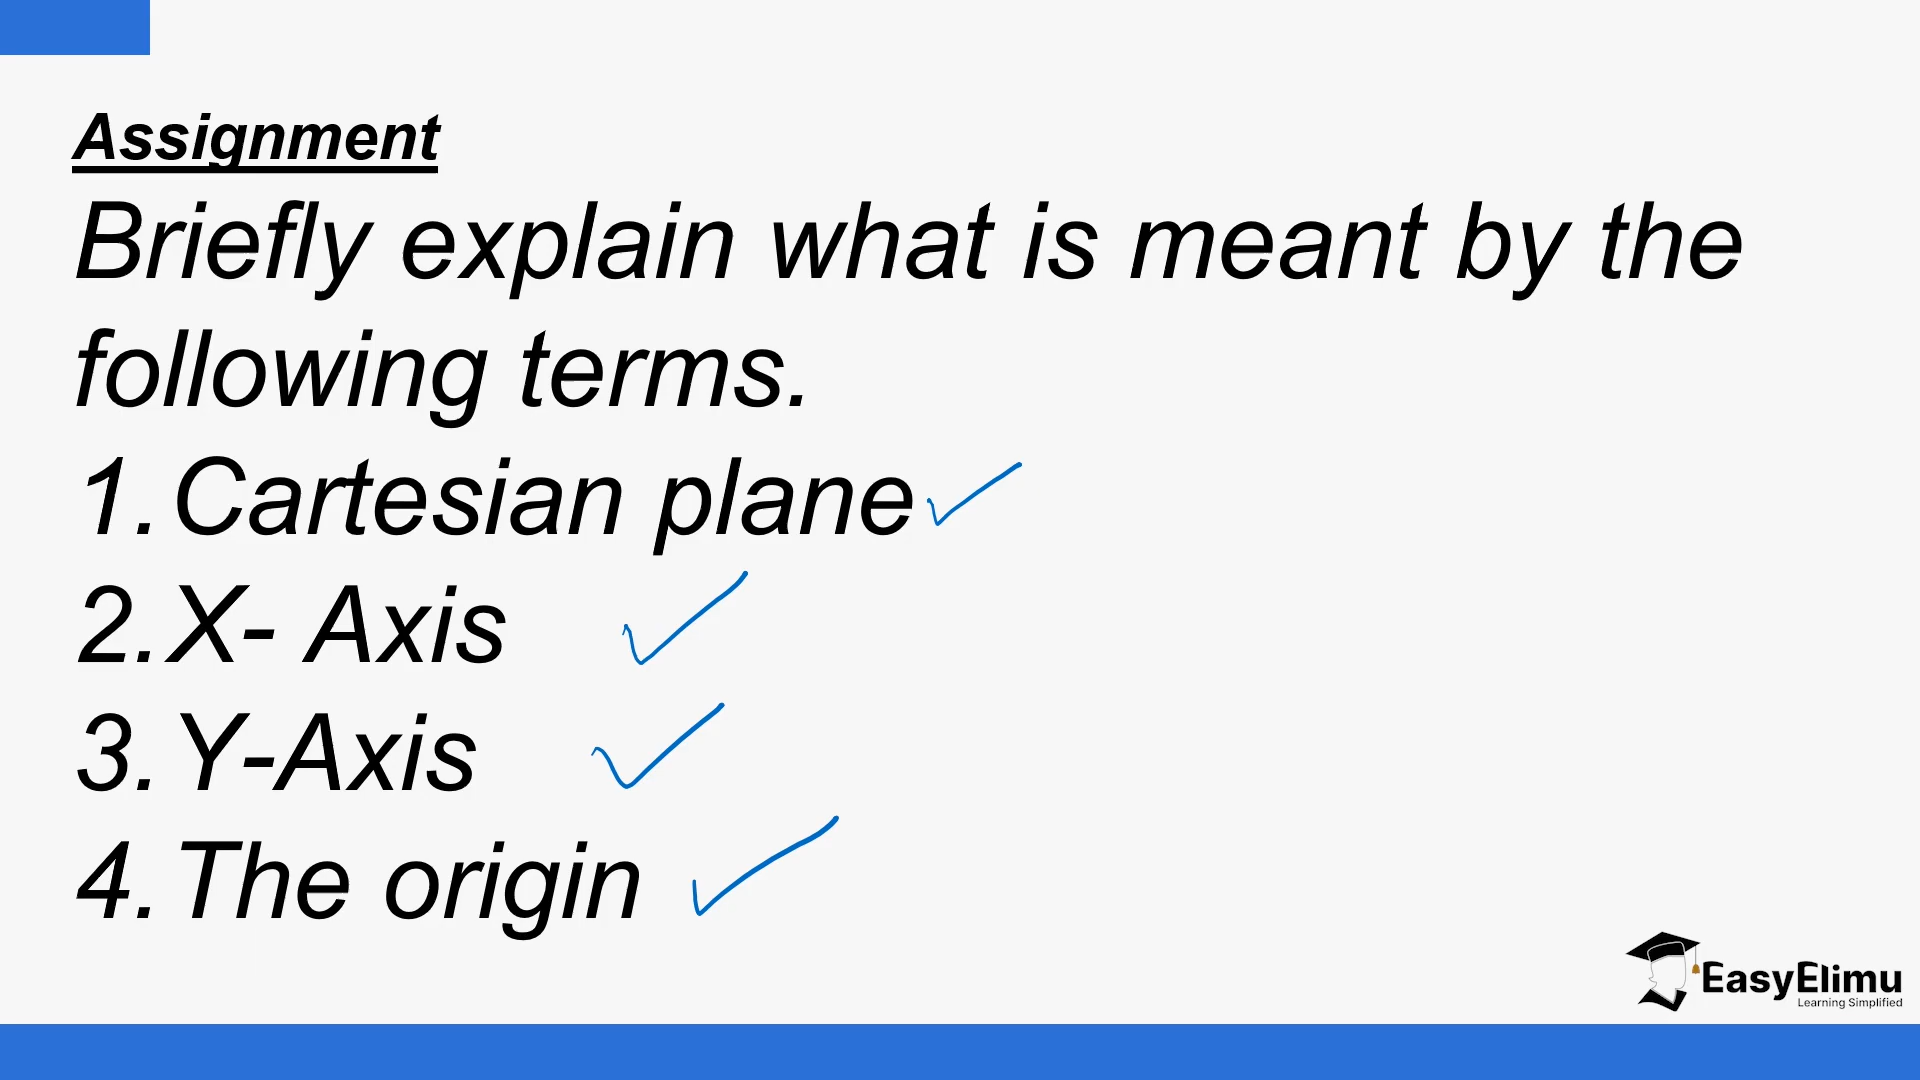 Assignment
Briefly explain what is meant by the
following terms.
1. Cartesian plane
2. X- Axis
3. Y-Axis
4. The origin
EasyElimu
Learning Simplified